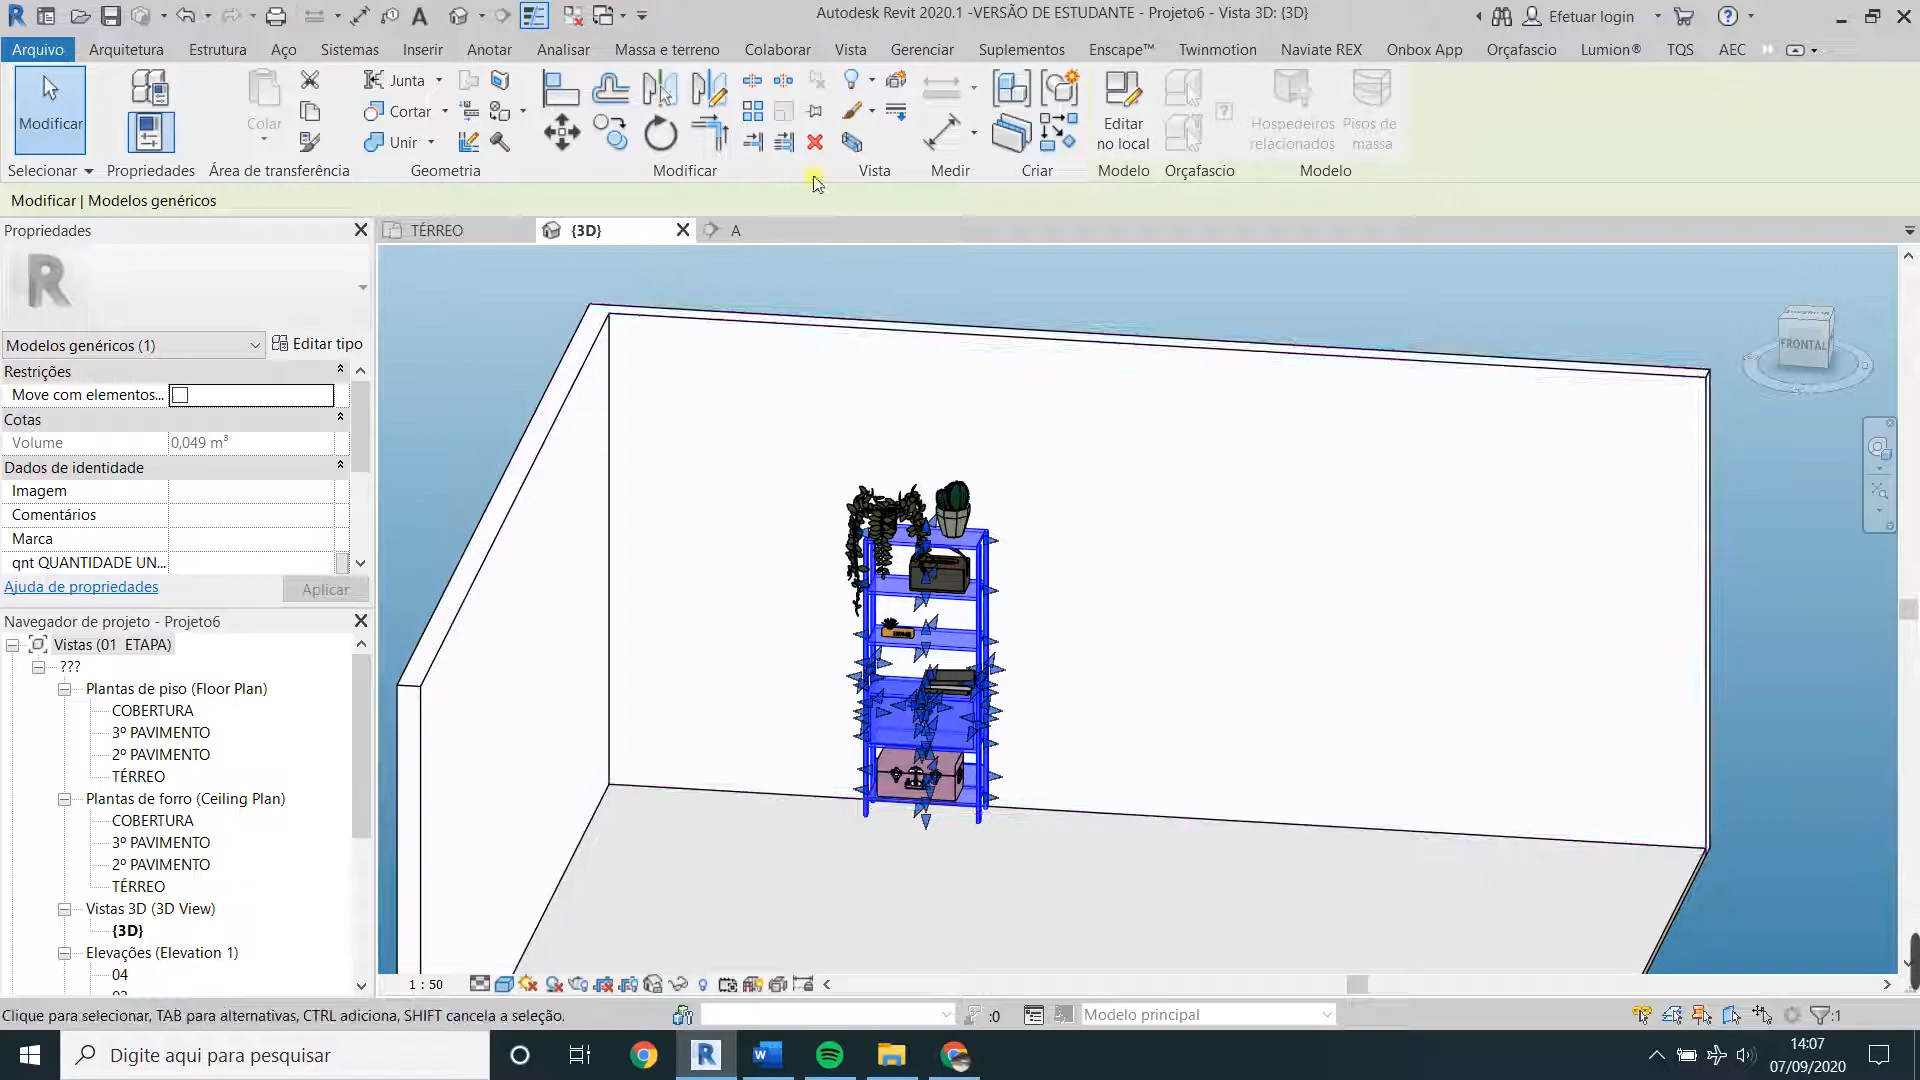 Autodesk Revit 2020.1 -VERSÃO DE ESTUDANTE - Projeto6 - Vista 3D: {3D}
Efetuar login
Arquivo Arquitetura Estrutura Aço Sistemas Inserir Anotar Analisar Massa e terreno Colaborar Vista Gerenciar Suplementos Enscape™ Twinmotion Naviate REX Onbox App Orçafascio Lumion® TQS AEC
Modificar
Colar
Junta
Cortar
Unir
Editar no local
Hospedeiros relacionados
Pisos de massa
Selecionar Propriedades Área de transferência Geometria Modificar Vista Medir Criar Modelo Orçafascio Modelo
Modificar | Modelos genéricos
Propriedades
TÉRREO
{3D}
A
FRONTAL
Modelos genéricos (1)
Editar tipo
Restrições
Move com elementos...
Cotas
Volume 0,049 m³
Dados de identidade
Imagem
Comentários
Marca
qnt QUANTIDADE UN...
Ajuda de propriedades
Aplicar
Navegador de projeto - Projeto6
Vistas (01 ETAPA)
???
Plantas de piso (Floor Plan)
COBERTURA
3º PAVIMENTO
2º PAVIMENTO
TÉRREO
Plantas de forro (Ceiling Plan)
COBERTURA
3º PAVIMENTO
2º PAVIMENTO
TÉRREO
Vistas 3D (3D View)
{3D}
Elevações (Elevation 1)
04
1 : 50
Clique para selecionar, TAB para alternativas, CTRL adiciona, SHIFT cancela a seleção.
:0
Modelo principal
:1
Digite aqui para pesquisar
14:07
07/09/2020